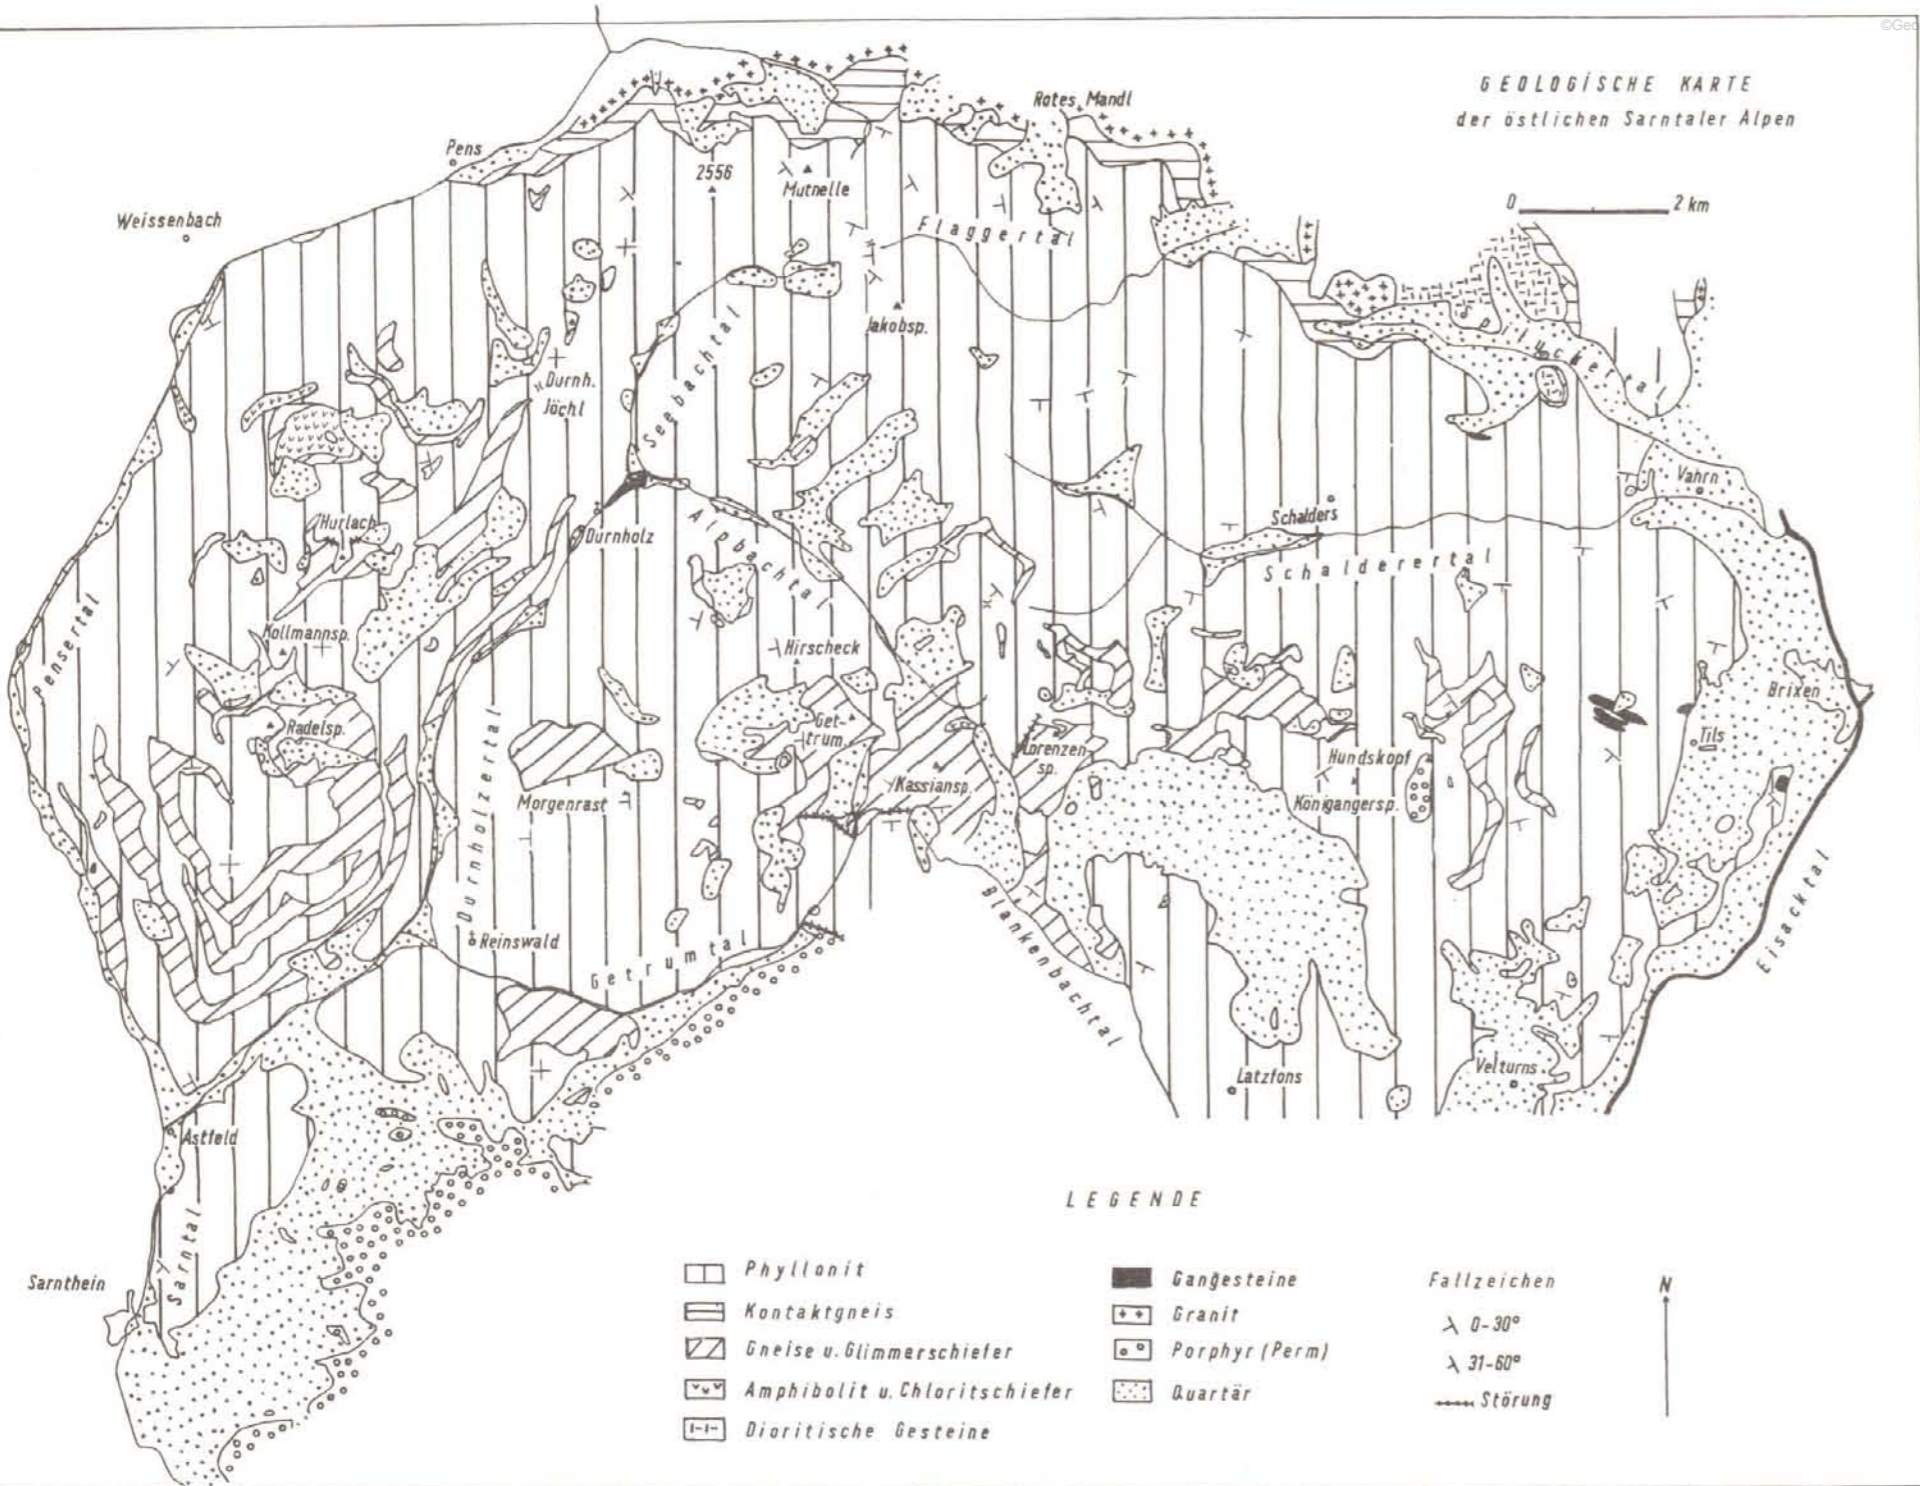 ©Geo
GEOLOGISCHE KARTE
der östlichen Sarntaler Alpen
0 2 km
Rotes Mandl
Pens
2556
Mutnelle
Weissenbach
Flaggertal
Jakobsp.
Seebachtal
Durnh.
Jöchl
Vahrn
Hurlach
Durnholz
Alpbachtal
Schalders
Schalderertal
Pensertal
Kollmannsp.
Hirscheck
Brixen
Radelsp.
Get-
trum.
Lorenzen
sp.
Tils
Hundskopf
Kassiansp.
Morgenrast
Königangersp.
Durnholzertal
Eisacktal
Reinswald
Getrumtal
Blankenbachtal
Latzfons
Velturns
Astfeld
Sarntal
Sarnthein
LEGENDE
Phyllonit
Kontaktgneis
Gneise u. Glimmerschiefer
Amphibolit u. Chloritschiefer
Dioritische Gesteine
Gangesteine
Granit
Porphyr (Perm)
Quartär
Fallzeichen
0-30°
31-60°
Störung
N